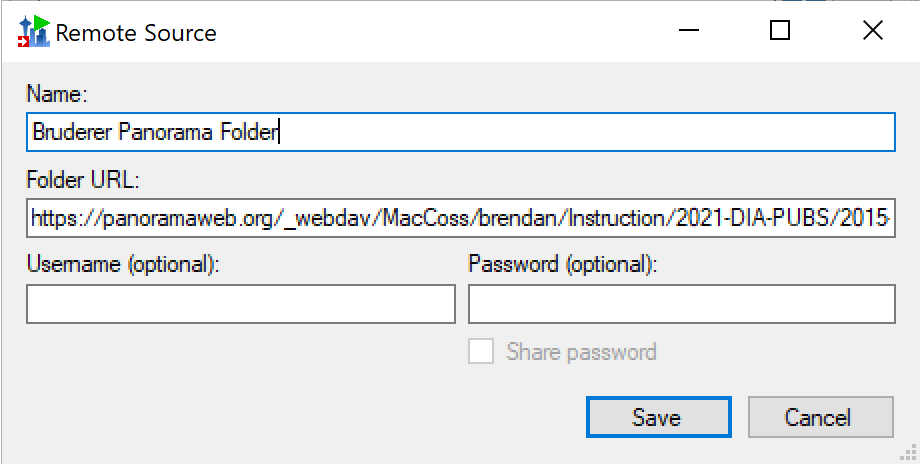 Remote Source
Name:
Bruderer Panorama Folder
Folder URL:
https://panoramaweb.org/_webdav/MacCoss/brendan/Instruction/2021-DIA-PUBS/2015-
Username (optional):
Password (optional):
Share password
Save
Cancel